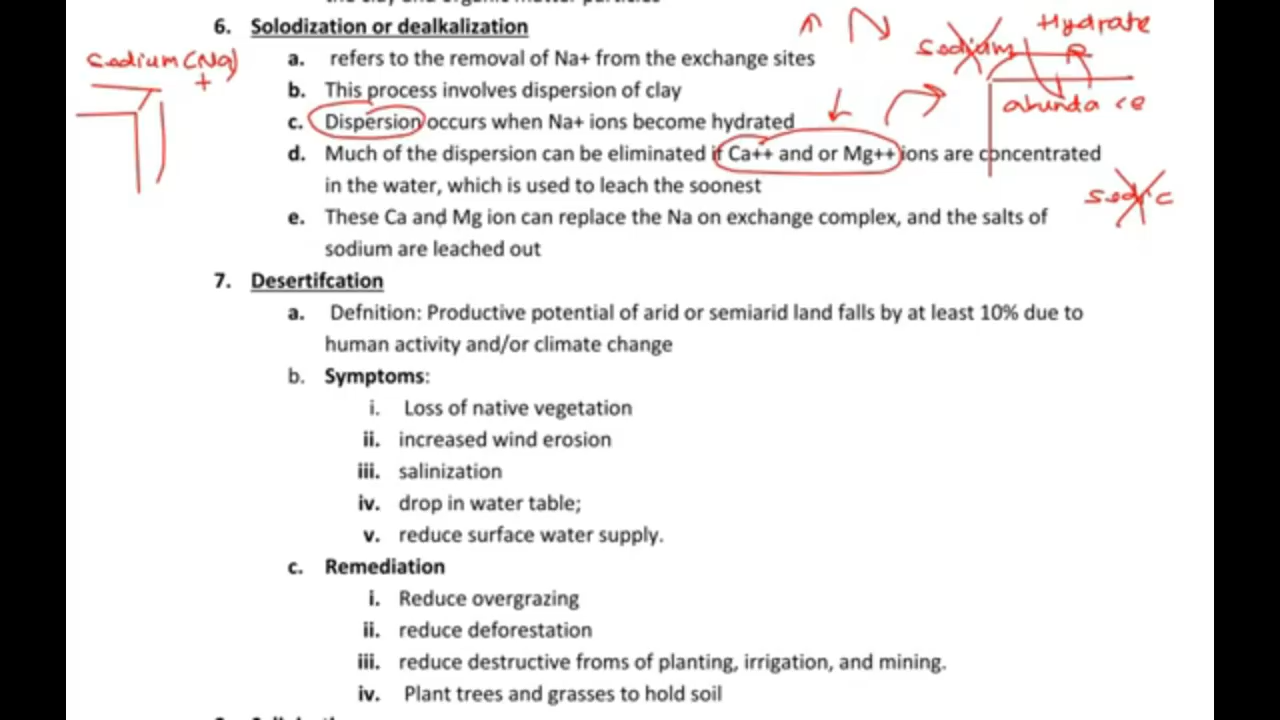 the clay and organic matter particles
6. Solodization or dealkalization
a. refers to the removal of Na+ from the exchange sites
b. This process involves dispersion of clay
c. Dispersion occurs when Na+ ions become hydrated
d. Much of the dispersion can be eliminated if Ca++ and or Mg++ ions are concentrated
in the water, which is used to leach the soonest
e. These Ca and Mg ion can replace the Na on exchange complex, and the salts of
sodium are leached out
7. Desertifcation
a. Defnition: Productive potential of arid or semiarid land falls by at least 10% due to
human activity and/or climate change
b. Symptoms:
i. Loss of native vegetation
ii. increased wind erosion
iii. salinization
iv. drop in water table;
v. reduce surface water supply.
c. Remediation
i. Reduce overgrazing
ii. reduce deforestation
iii. reduce destructive froms of planting, irrigation, and mining.
iv. Plant trees and grasses to hold soil
Sodium(Na)
+
N
Hydrate
Sodium
R
Sodic